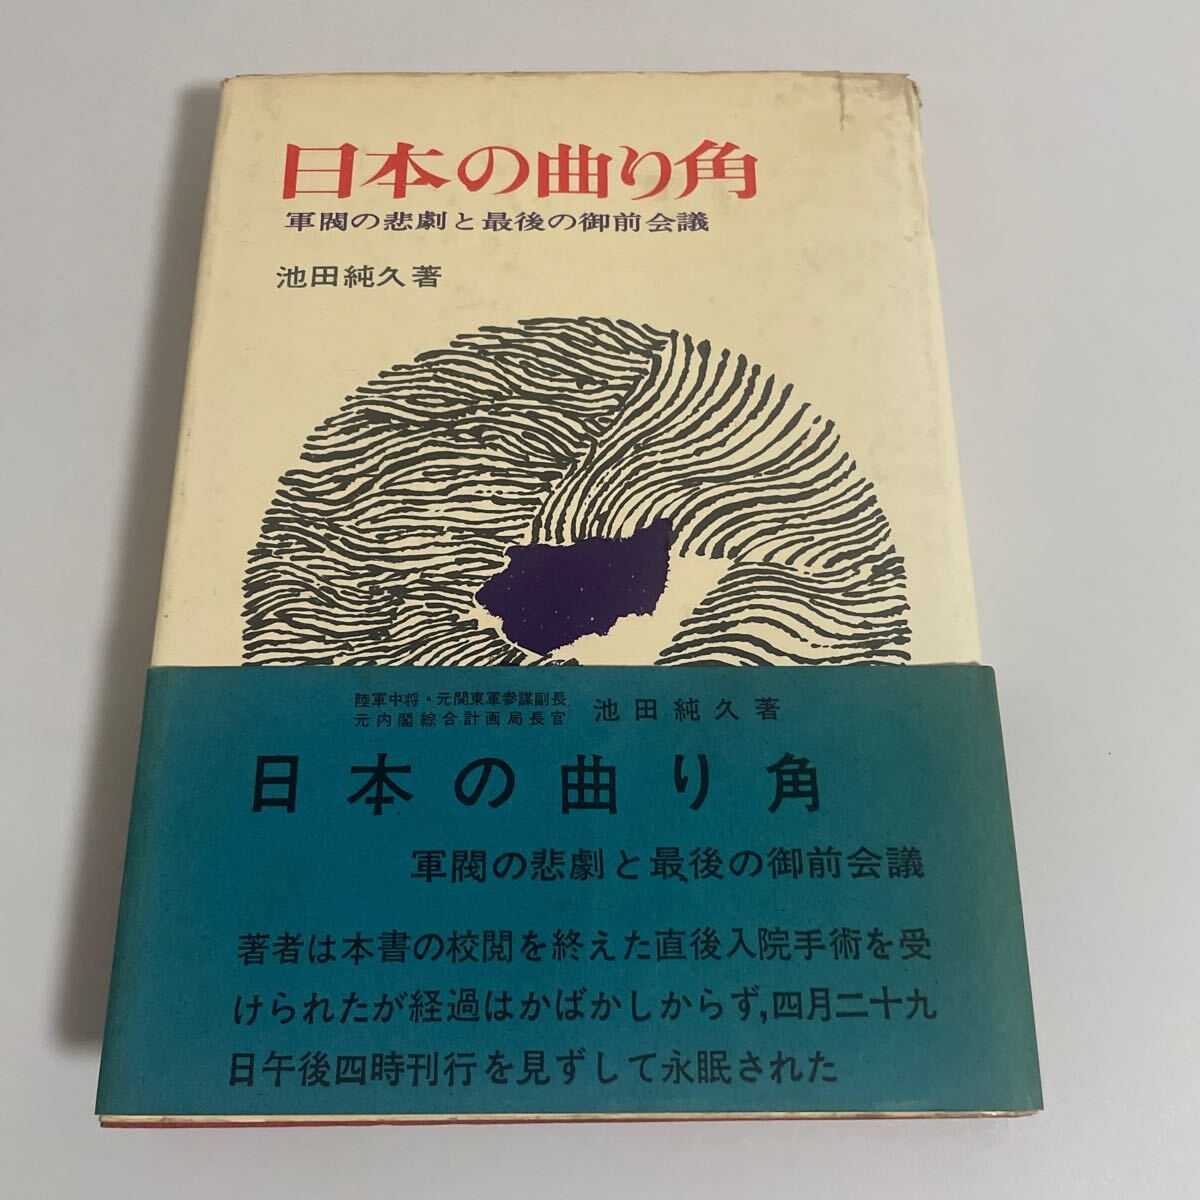 日本の曲り角
軍閥の悲劇と最後の御前会議
池田純久著
陸軍中将・元関東軍参謀副長
元内閣綜合計画局長官
池田純久著
日本の曲り角
軍閥の悲劇と最後の御前会議
著者は本書の校閲を終えた直後入院手術を受
けられたが経過はかばかしからず,四月二十九
日午後四時刊行を見ずして永眠された